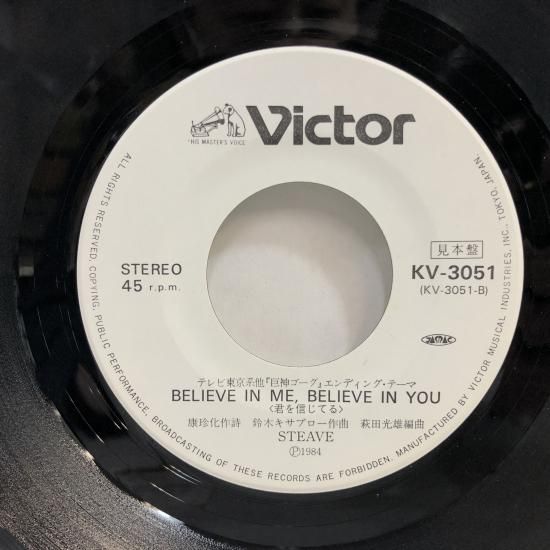 Victor
"HIS MASTER'S VOICE"
見本盤
STEREO
45 r.p.m.
KV-3051
(KV-3051-B)
JASRAC
テレビ東京系他『巨神ゴーグ』エンディング・テーマ
BELIEVE IN ME, BELIEVE IN YOU
〈君を信じてる〉
康珍化作詩 鈴木キサブロー作曲 萩田光雄編曲
STEAVE
Ⓟ1984
ALL RIGHTS RESERVED. COPYING, PUBLIC PERFORMANCE, BROADCASTING OF THESE RECORDS ARE FORBIDDEN. MANUFACTURED BY VICTOR MUSICAL INDUSTRIES, INC., TOKYO, JAPAN.